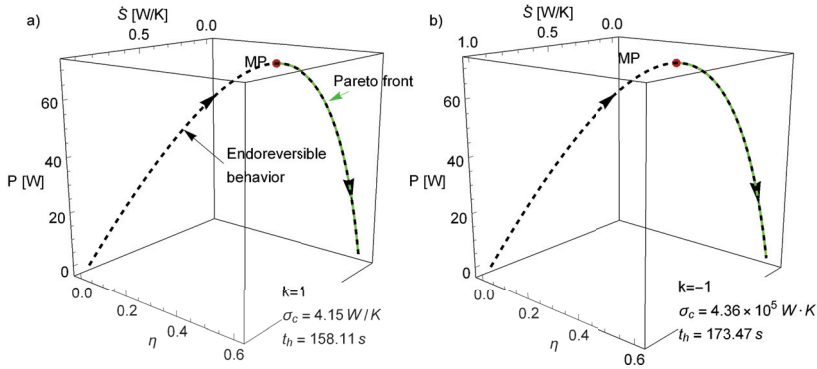 a)
Ṡ [W/K]
0.5
0.0
MP
Pareto front
60
40
P [W]
20
0
Endoreversible
behavior
0.0
0.2
0.4
0.6
η
k=1
σc = 4.15 W/K
th = 158.11 s
b)
Ṡ [W/K]
1.0
0.5
0.0
MP
60
40
P [W]
20
0
0.0
0.2
0.4
0.6
η
k=−1
σc = 4.36 × 10⁵ W · K
th = 173.47 s